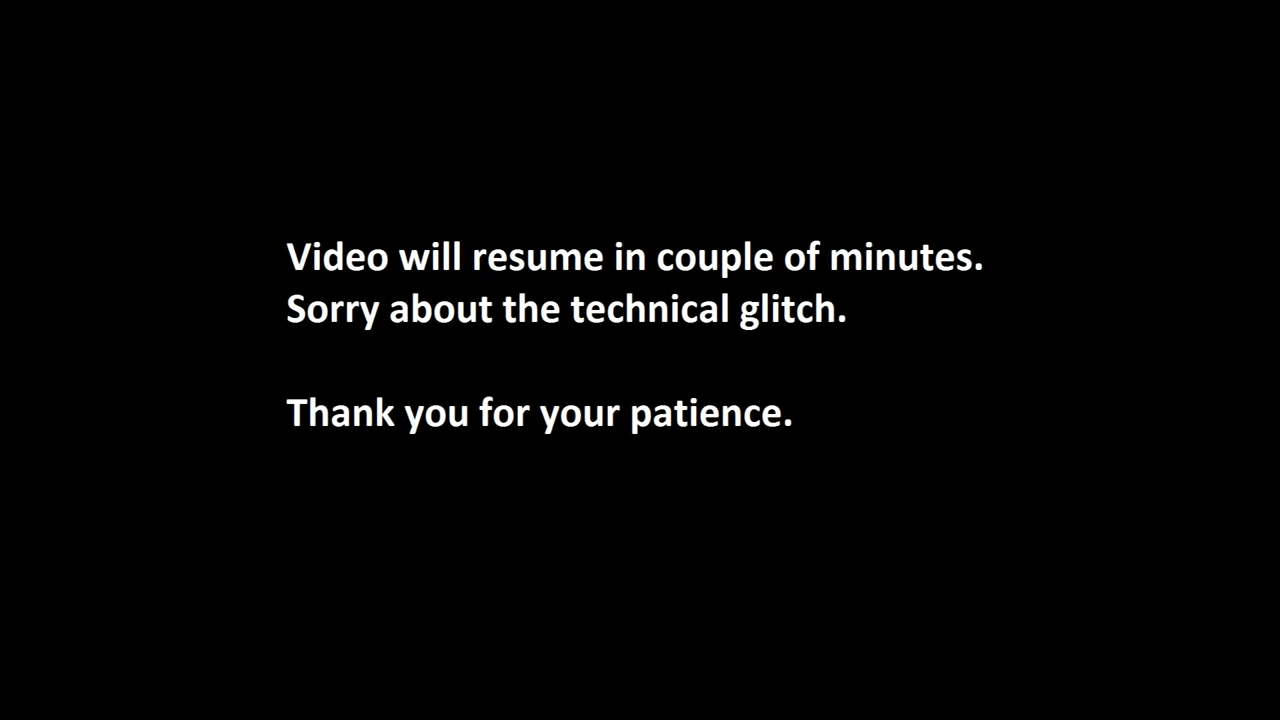 Video will resume in couple of minutes.
Sorry about the technical glitch.
Thank you for your patience.